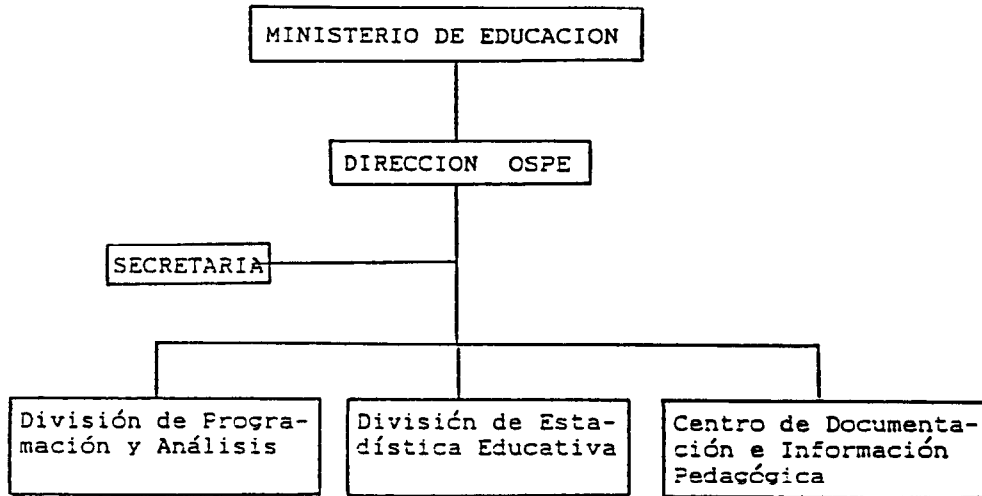 MINISTERIO DE EDUCACION
DIRECCION OSPE
SECRETARIA
División de Progra-
mación y Análisis
División de Esta-
dística Educativa
Centro de Documenta-
ción e Información
Pedagógica